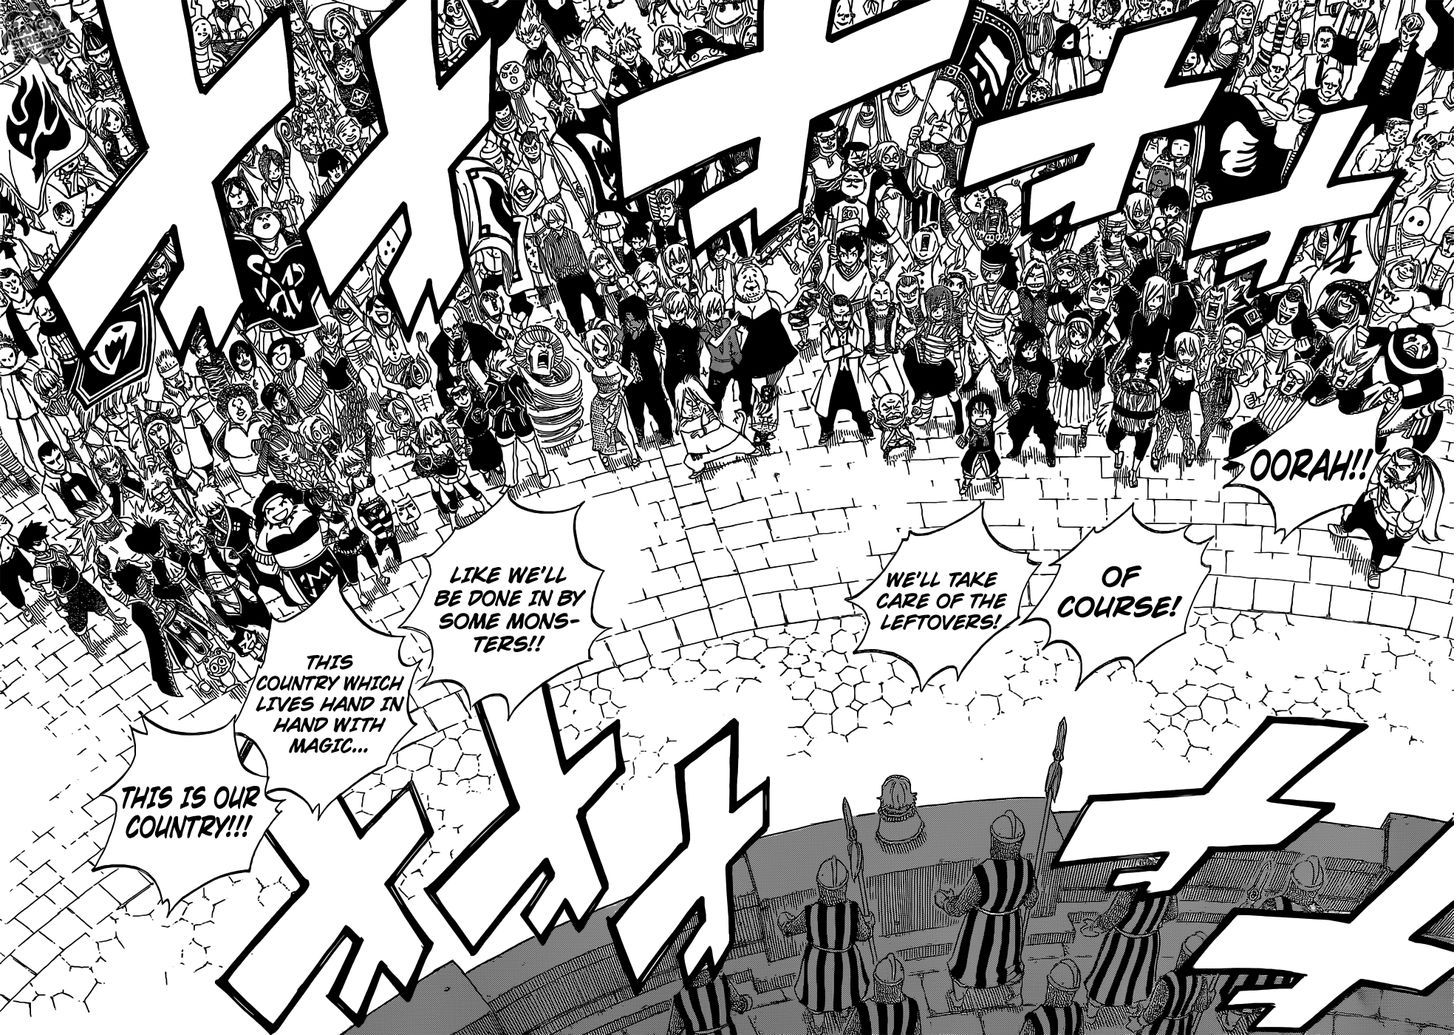 オオオオオ
OORAH!!
OF
COURSE!
WE'LL TAKE
CARE OF THE
LEFTOVERS!
LIKE WE'LL
BE DONE IN BY
SOME MONS-
TERS!!
THIS
COUNTRY WHICH
LIVES HAND IN
HAND WITH
MAGIC...
THIS IS OUR
COUNTRY!!!
オオオオオ